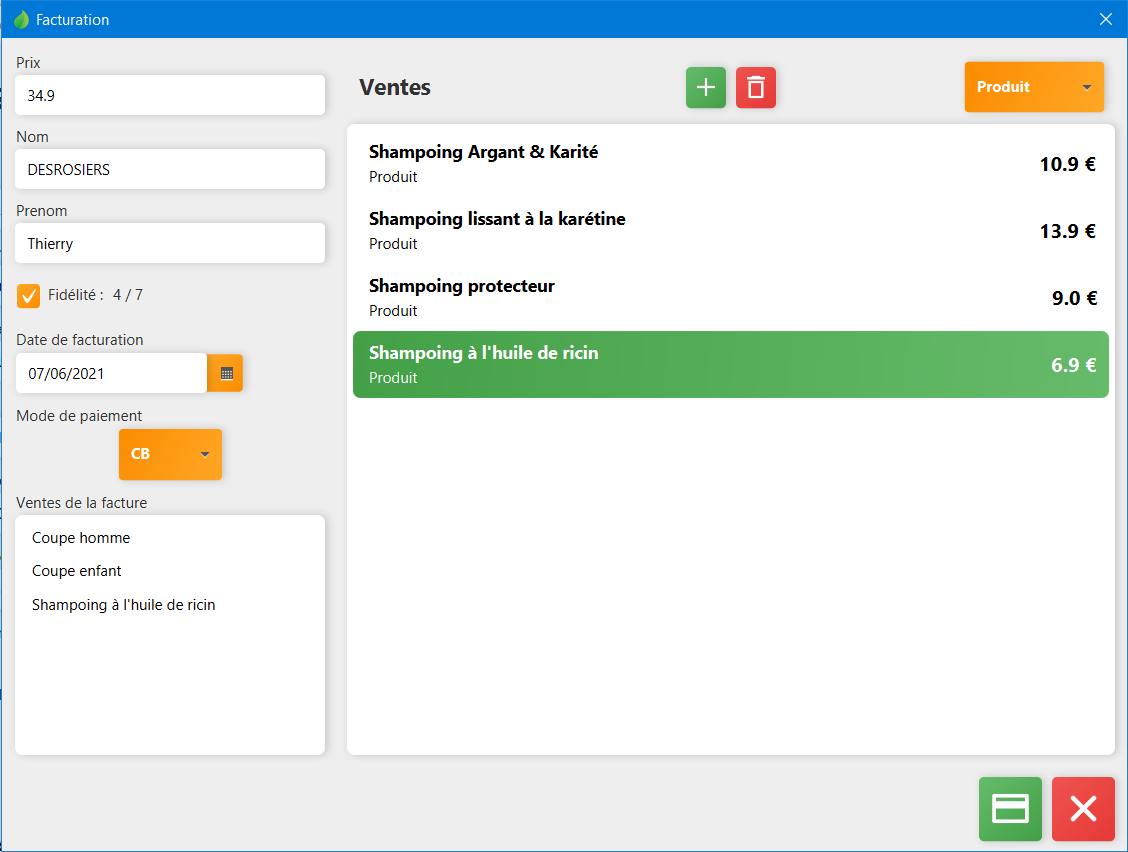 Facturation
Prix
34.9
Nom
DESROSIERS
Prenom
Thierry
Fidélité : 4 / 7
Date de facturation
07/06/2021
Mode de paiement
CB
Ventes de la facture
Coupe homme
Coupe enfant
Shampoing à l'huile de ricin
Ventes
Produit
Shampoing Argant & Karité
Produit
10.9 €
Shampoing lissant à la karétine
Produit
13.9 €
Shampoing protecteur
Produit
9.0 €
Shampoing à l'huile de ricin
Produit
6.9 €